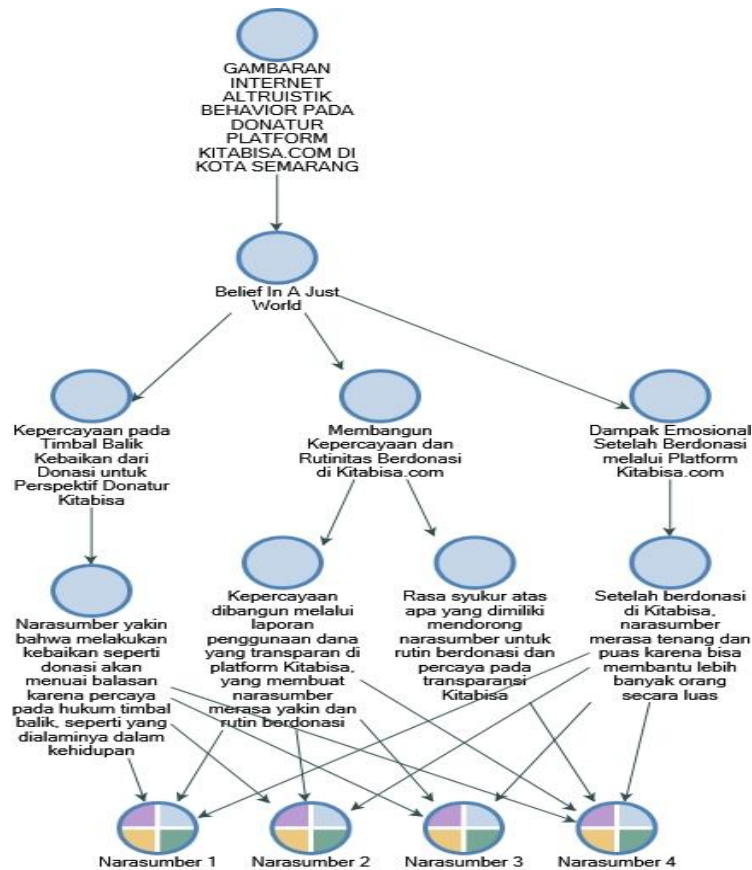 GAMBARAN
INTERNET
ALTRUISTIK
BEHAVIOR PADA
DONATUR
PLATFORM
KITABISA.COM DI
KOTA SEMARANG
Belief In A Just
World
Kepercayaan pada
Timbal Balik
Kebaikan dari
Donasi untuk
Perspektif Donatur
Kitabisa
Membangun
Kepercayaan dan
Rutinitas Berdonasi
di Kitabisa.com
Dampak Emosional
Setelah Berdonasi
melalui Platform
Kitabisa.com
Narasumber yakin
bahwa melakukan
kebaikan seperti
donasi akan
menuai balasan
karena percaya
pada hukum timbal
balik, seperti yang
dialaminya dalam
kehidupan
Kepercayaan
dibangun melalui
laporan
penggunaan dana
yang transparan di
platform Kitabisa,
yang membuat
narasumber
merasa yakin dan
rutin berdonasi
Rasa syukur atas
apa yang dimiliki
mendorong
narasumber untuk
rutin berdonasi dan
percaya pada
transparansi
Kitabisa
Setelah berdonasi
di Kitabisa,
narasumber
merasa tenang dan
puas karena bisa
membantu lebih
banyak orang
secara luas
Narasumber 1
Narasumber 2
Narasumber 3
Narasumber 4